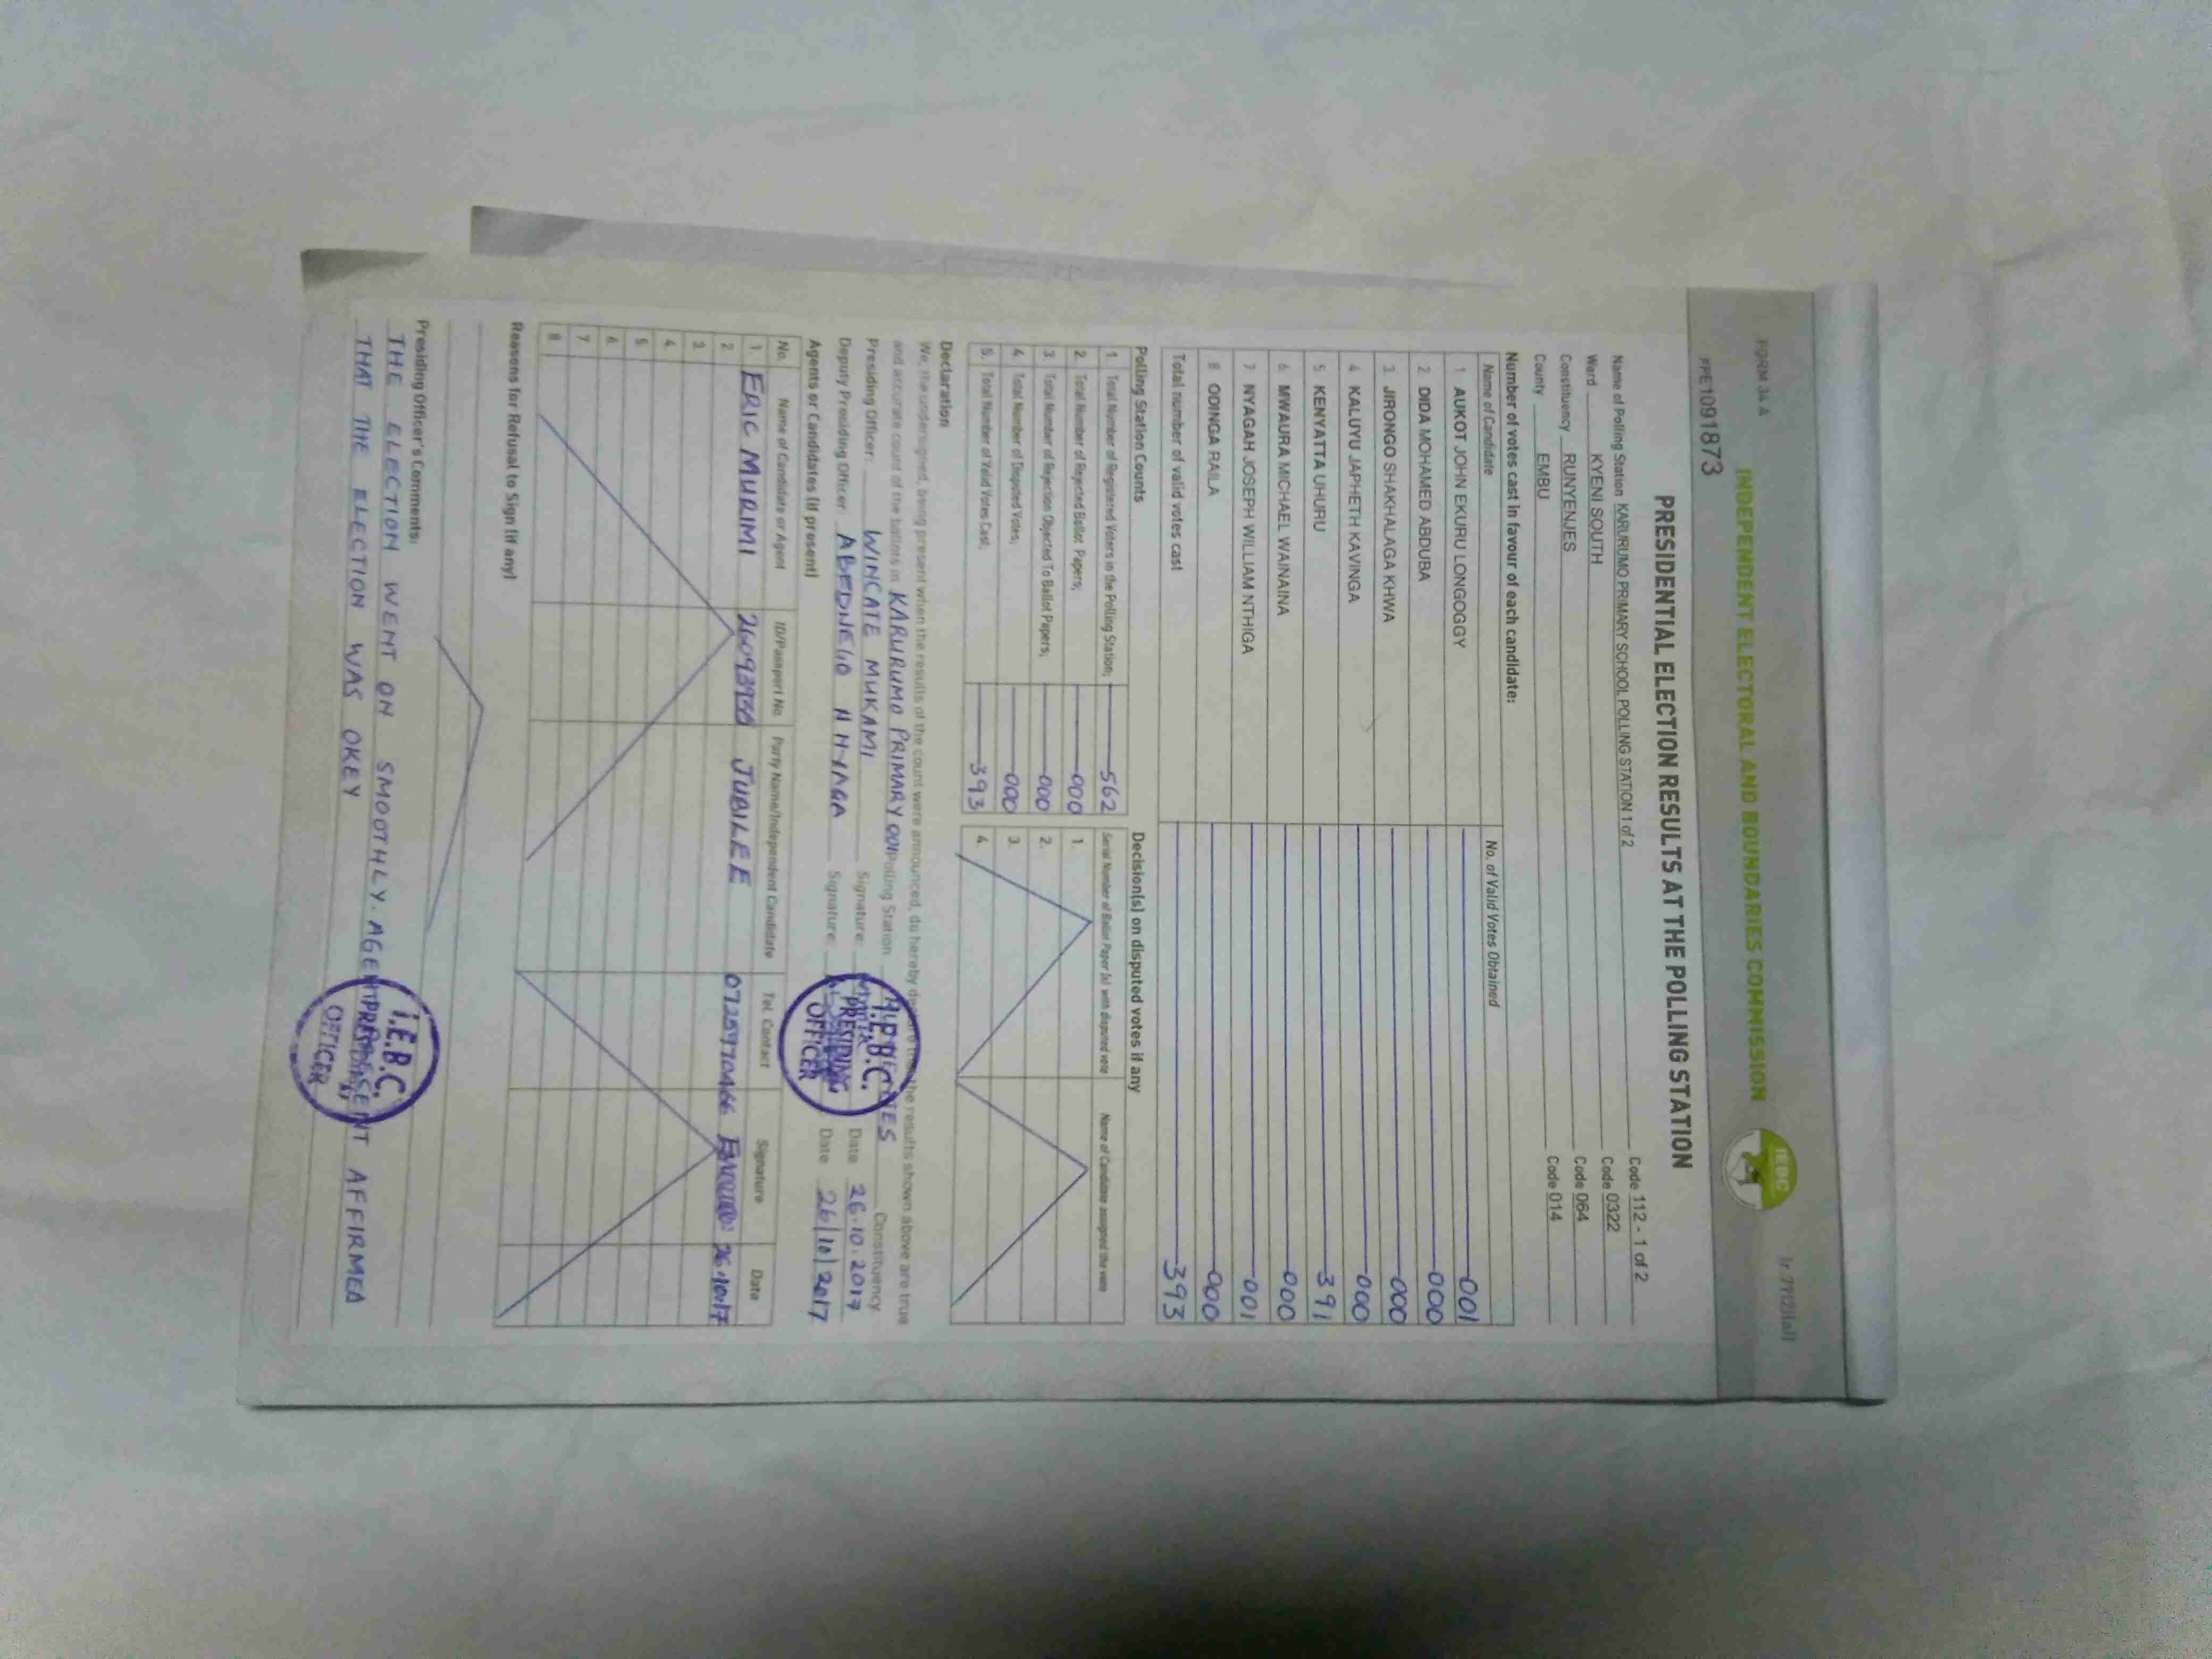 FORM 34 A
INDEPENDENT ELECTORAL AND BOUNDARIES COMMISSION
IEBC
PPE1091873
PRESIDENTIAL ELECTION RESULTS AT THE POLLING STATION
Name of Polling Station KARURUMO PRIMARY SCHOOL POLLING STATION 1 of 2 Code 112 - 1 of 2
Ward KYENI SOUTH Code 0322
Constituency RUNYENJES Code 064
County EMBU Code 014
Number of votes cast in favour of each candidate:
Name of Candidate No. of Valid Votes Obtained
1 AUKOT JOHN EKURU LONGOGGY 001
2 DIDA MOHAMED ABDUBA 000
3 JIRONGO SHAKHALAGA KHWA 000
4 KALUYU JAPHETH KAVINGA 000
5 KENYATTA UHURU 391
6 MWAURA MICHAEL WAINAINA 000
7 NYAGAH JOSEPH WILLIAM NTHIGA 001
8 ODINGA RAILA 000
Total number of valid votes cast 393
Polling Station Counts
1. Total Number of Registered Voters in the Polling Station; 562
2. Total Number of Rejected Ballot Papers; 000
3. Total Number of Rejection Objected To Ballot Papers; 000
4. Total Number of Disputed Votes; 000
5. Total Number of Valid Votes Cast; 393
Decision(s) on disputed votes if any
Serial Number of Ballot Paper (s) with disputed vote Name of Candidate assigned the vote
1
2.
3.
4.
Declaration
We, the undersigned, being present when the results of the count were announced, do hereby declare that the results shown above are true
and accurate count of the ballots in KARURUMO PRIMARY 001 Polling Station Constituency
Presiding Officer: WINCATE MUKAMI Signature: Date 26.10.2017
Deputy Presiding Officer: Signature: Date 26/10/2017
I.E.B.C.
PRESIDING
OFFICER
Agents or Candidates (if present)
No. Name of Candidate or Agent ID/Passport No. Party Name/Independent Candidate Tel. Contact Signature Date
1. ERIC MURIMI JUBILEE 26.10.17
2.
3.
4.
5.
6.
7.
8.
Reasons for Refusal to Sign (if any)
Presiding Officer's Comments:
THE ELECTION WENT ON SMOOTHLY. AFFIRMED
THAT THE ELECTION WAS OKEY
I.E.B.C.
OFFICER